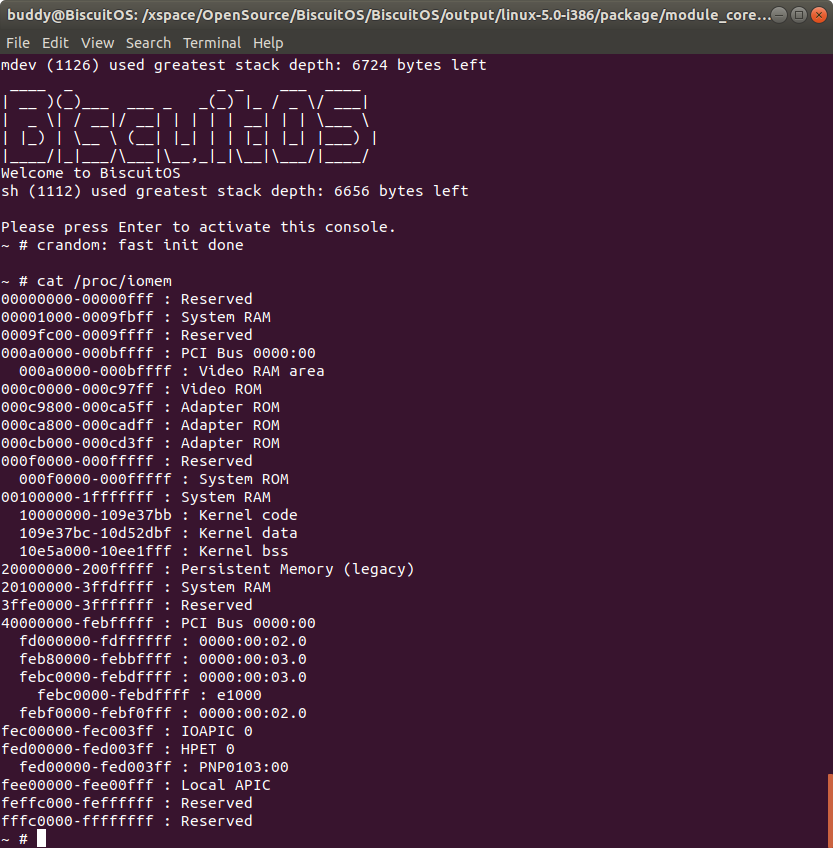 buddy@BiscuitOS: /xspace/OpenSource/BiscuitOS/BiscuitOS/output/linux-5.0-i386/package/module_core...
File Edit View Search Terminal Help
mdev (1126) used greatest stack depth: 6724 bytes left
 ____  _                _ _    ___  ____
| __ )(_)___  ___ _   _(_) |_ / _ \/ ___|
|  _ \| / __|/ __| | | | | __| | | \___ \
| |_) | \__ \ (__| |_| | | |_| |_| |___) |
|____/|_|___/\___|\__,_|_|\__|\___/|____/
Welcome to BiscuitOS
sh (1112) used greatest stack depth: 6656 bytes left
Please press Enter to activate this console.
~ # crandom: fast init done
~ # cat /proc/iomem
00000000-00000fff : Reserved
00001000-0009fbff : System RAM
0009fc00-0009ffff : Reserved
000a0000-000bffff : PCI Bus 0000:00
  000a0000-000bffff : Video RAM area
000c0000-000c97ff : Video ROM
000c9800-000ca5ff : Adapter ROM
000ca800-000cadff : Adapter ROM
000cb000-000cd3ff : Adapter ROM
000f0000-000fffff : Reserved
  000f0000-000fffff : System ROM
00100000-1fffffff : System RAM
  10000000-109e37bb : Kernel code
  109e37bc-10d52dbf : Kernel data
  10e5a000-10ee1fff : Kernel bss
20000000-200fffff : Persistent Memory (legacy)
20100000-3ffdffff : System RAM
3ffe0000-3fffffff : Reserved
40000000-febfffff : PCI Bus 0000:00
  fd000000-fdffffff : 0000:00:02.0
  feb80000-febbffff : 0000:00:03.0
  febc0000-febdffff : 0000:00:03.0
    febc0000-febdffff : e1000
  febf0000-febf0fff : 0000:00:02.0
fec00000-fec003ff : IOAPIC 0
fed00000-fed003ff : HPET 0
  fed00000-fed003ff : PNP0103:00
fee00000-fee00fff : Local APIC
feffc000-feffffff : Reserved
fffc0000-ffffffff : Reserved
~ #